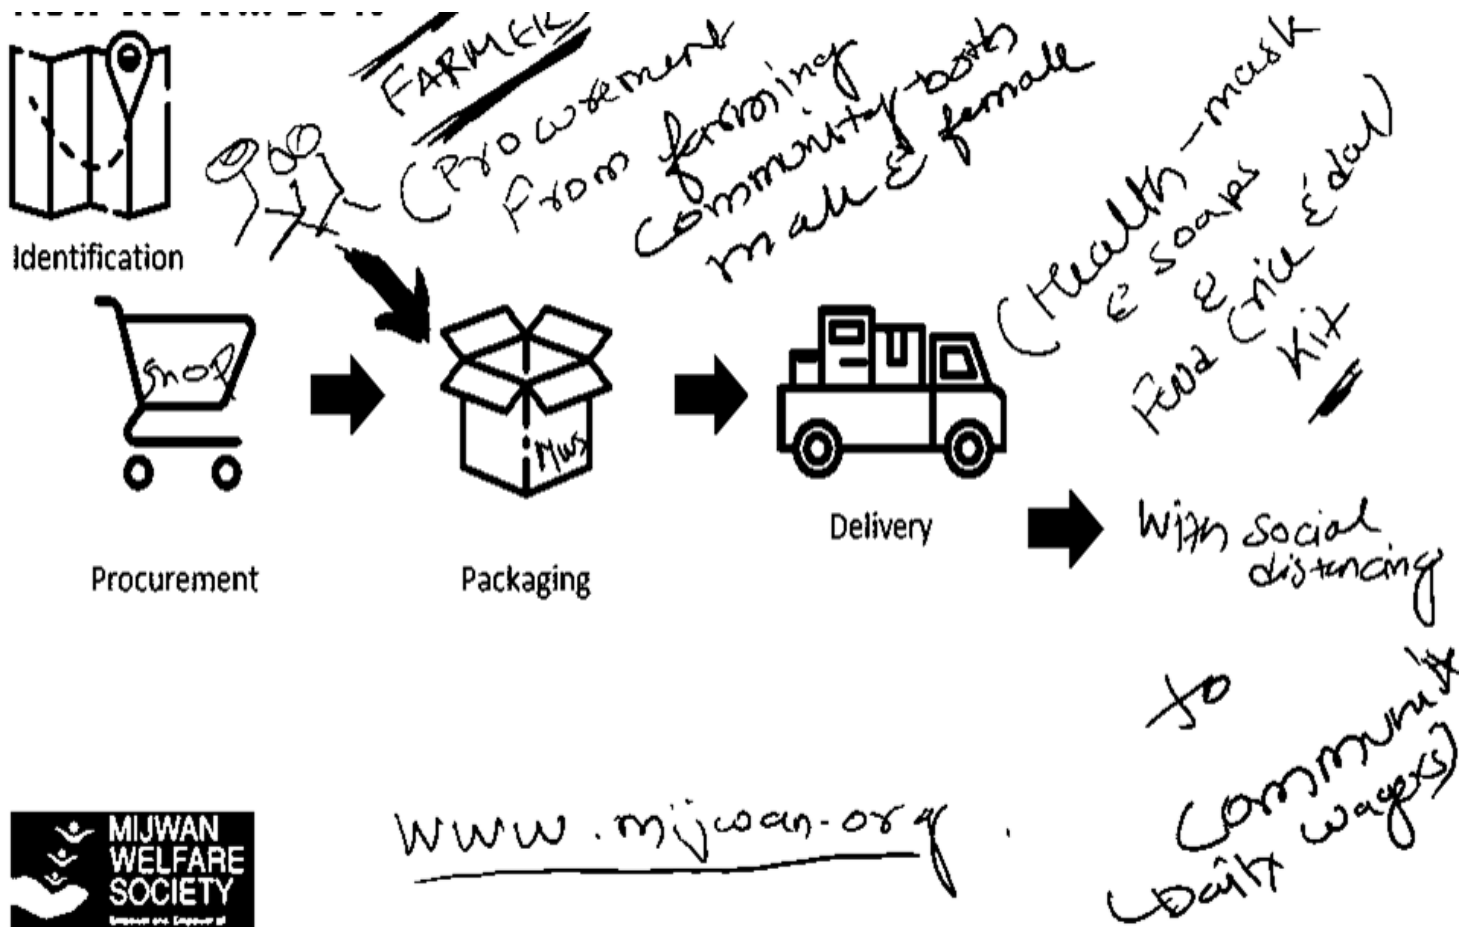 FARMER
(Procurement
From farming
community both
male & female
Identification
(Health - mask
& soaps
&
Food (rice & dal)
Kit
Shop
MWS
Procurement
Packaging
Delivery
With social
distancing
to
Community
(Daily wagers)
www.mijwan.org.
MIJWAN
WELFARE
SOCIETY